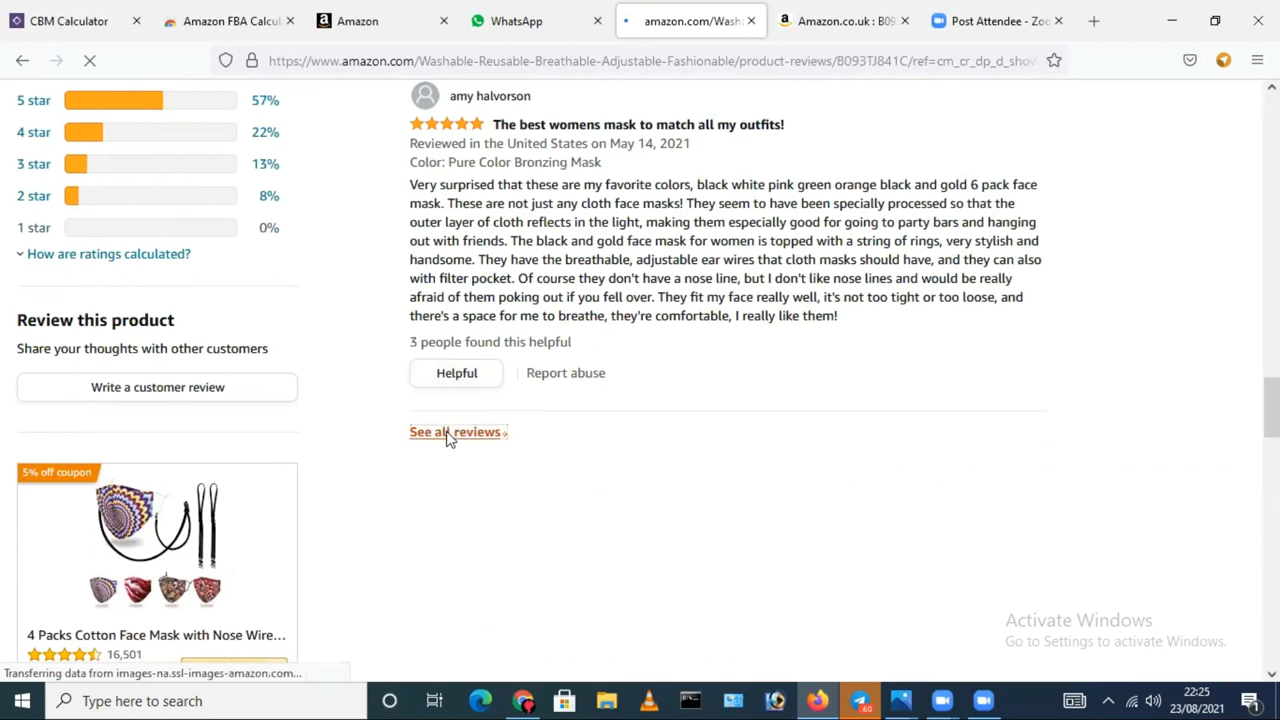 CBM Calculator
Amazon FBA Calcul
Amazon
WhatsApp
amazon.com/Wash
Amazon.co.uk : B09
Post Attendee - Zoo
https://www.amazon.com/Washable-Reusable-Breathable-Adjustable-Fashionable/product-reviews/B093TJ841C/ref=cm_cr_dp_d_show
5 star 57%
4 star 22%
3 star 13%
2 star 8%
1 star 0%
How are ratings calculated?
Review this product
Share your thoughts with other customers
Write a customer review
5% off coupon
4 Packs Cotton Face Mask with Nose Wire...
16,501
amy halvorson
The best womens mask to match all my outfits!
Reviewed in the United States on May 14, 2021
Color: Pure Color Bronzing Mask
Very surprised that these are my favorite colors, black white pink green orange black and gold 6 pack face
mask. These are not just any cloth face masks! They seem to have been specially processed so that the
outer layer of cloth reflects in the light, making them especially good for going to party bars and hanging
out with friends. The black and gold face mask for women is topped with a string of rings, very stylish and
handsome. They have the breathable, adjustable ear wires that cloth masks should have, and they can also
with filter pocket. Of course they don't have a nose line, but I don't like nose lines and would be really
afraid of them poking out if you fell over. They fit my face really well, it's not too tight or too loose, and
there's a space for me to breathe, they're comfortable, I really like them!
3 people found this helpful
Helpful
Report abuse
See all reviews
Activate Windows
Go to Settings to activate Windows.
Transferring data from images-na.ssl-images-amazon.com...
Type here to search
22:25
23/08/2021